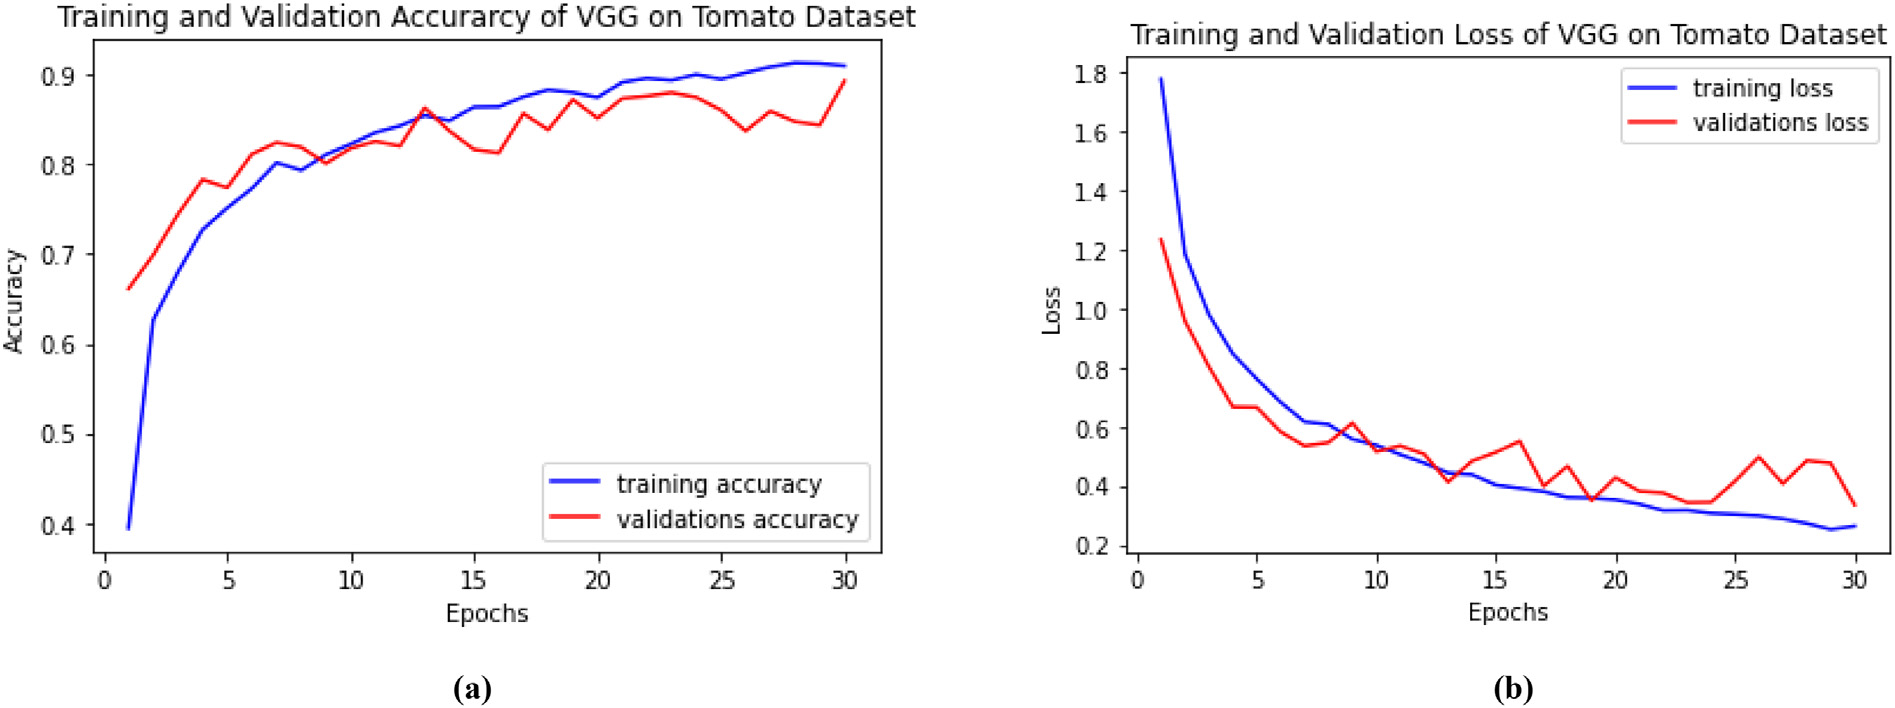 Training and Validation Accurarcy of VGG on Tomato Dataset
Accuracy
0.9
0.8
0.7
0.6
0.5
0.4
training accuracy
validations accuracy
0 5 10 15 20 25 30
Epochs
(a)
Training and Validation Loss of VGG on Tomato Dataset
Loss
1.8
1.6
1.4
1.2
1.0
0.8
0.6
0.4
0.2
training loss
validations loss
0 5 10 15 20 25 30
Epochs
(b)